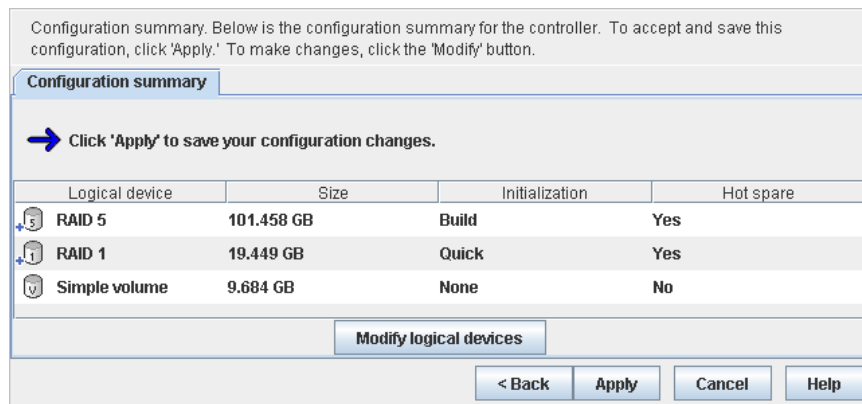 Configuration summary. Below is the configuration summary for the controller. To accept and save this
configuration, click 'Apply.' To make changes, click the 'Modify' button.
Configuration summary
Click 'Apply' to save your configuration changes.
Logical device Size Initialization Hot spare
5 RAID 5 101.458 GB Build Yes
1 RAID 1 19.449 GB Quick Yes
V Simple volume 9.684 GB None No
Modify logical devices
< Back Apply Cancel Help